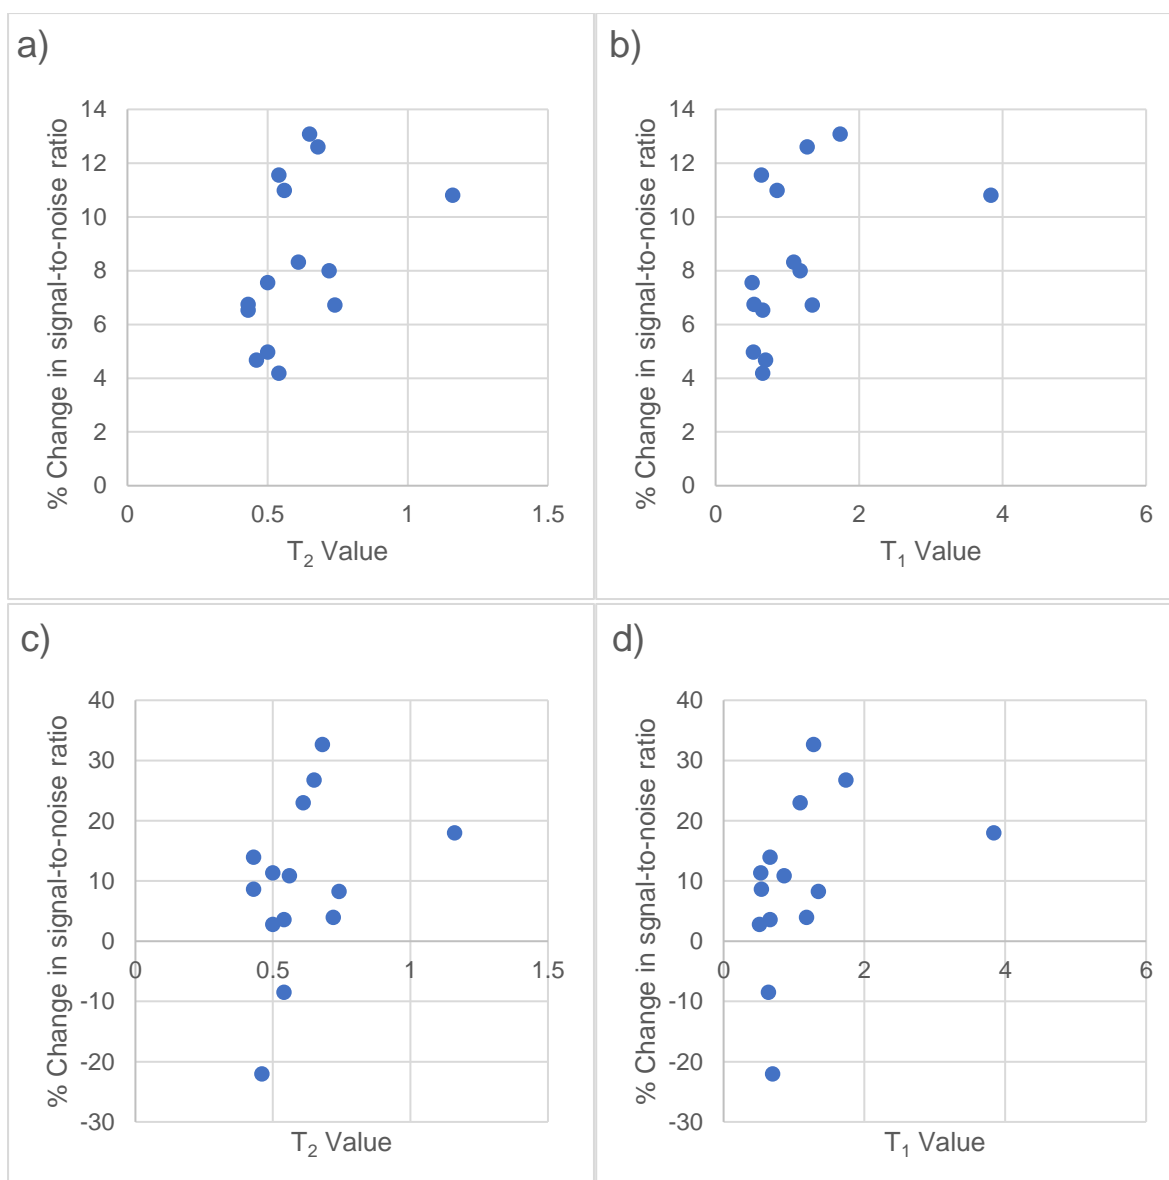 a)
% Change in signal-to-noise ratio
14
12
10
8
6
4
2
0
0 0.5 1 1.5
T₂ Value
b)
% Change in signal-to-noise ratio
14
12
10
8
6
4
2
0
0 2 4 6
T₁ Value
c)
% Change in signal-to-noise ratio
40
30
20
10
0
-10
-20
-30
0 0.5 1 1.5
T₂ Value
d)
% Change in sgnal-to-noise ratio
40
30
20
10
0
-10
-20
-30
0 2 4 6
T₁ Value